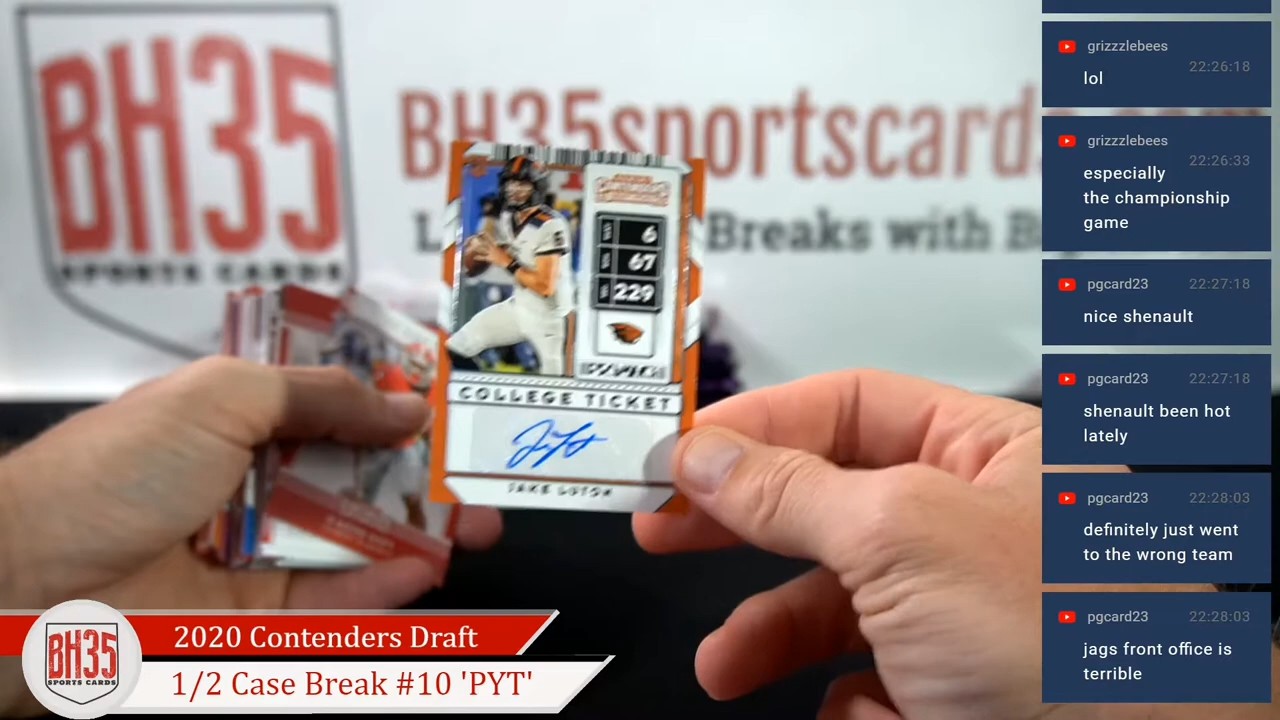 BH35
SPORTS CARDS
BH35sportscards
Breaks with B
6
67
229
COLLEGE TICKET
JAKE LUTON
BH35
SPORTS CARDS
2020 Contenders Draft
1/2 Case Break #10 'PYT'
grizzzlebees
22:26:18
lol
grizzzlebees
22:26:33
especially
the championship
game
pgcard23
22:27:18
nice shenault
pgcard23
22:27:18
shenault been hot
lately
pgcard23
22:28:03
definitely just went
to the wrong team
pgcard23
22:28:03
jags front office is
terrible